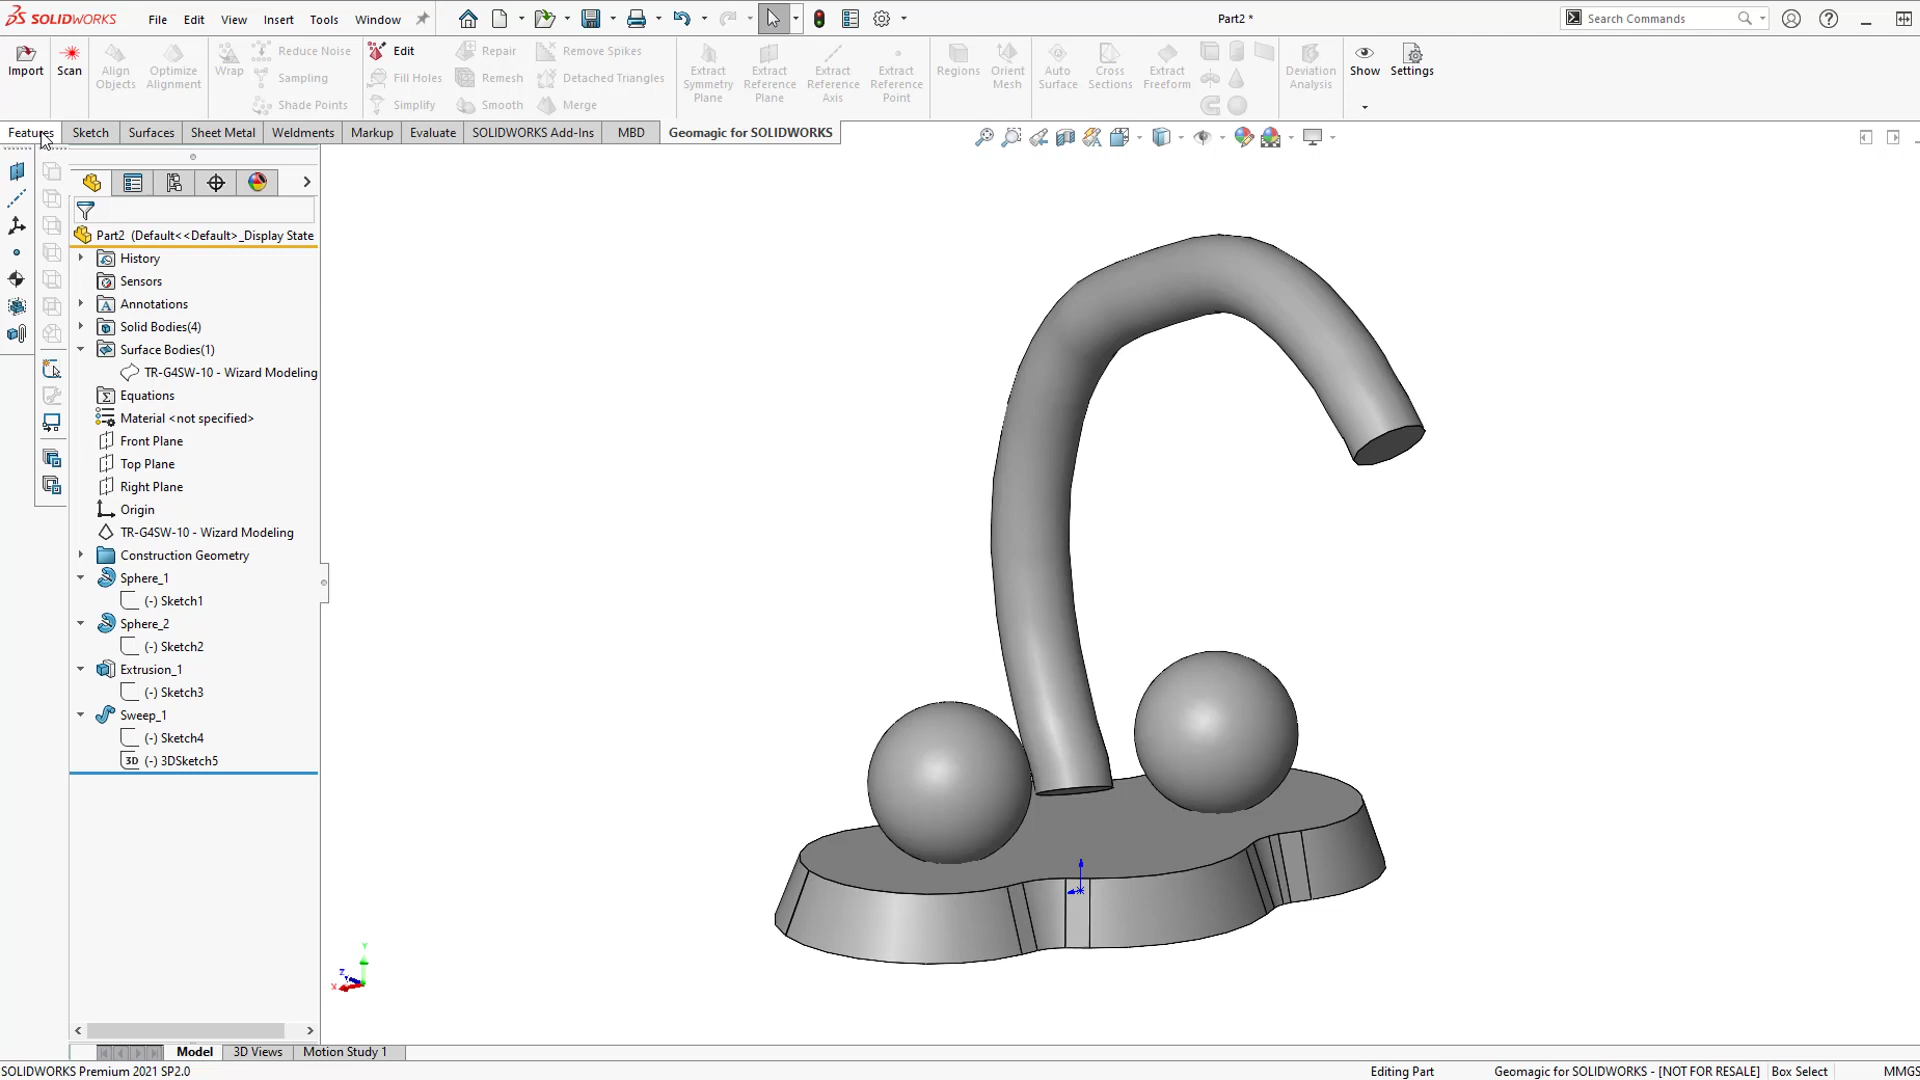 SOLIDWORKS File Edit View Insert Tools Window Part2 * Search Commands
Import Scan Align Objects Optimize Alignment Wrap Reduce Noise Sampling Shade Points Edit Fill Holes Simplify Repair Remesh Smooth Remove Spikes Detached Triangles Merge Extract Symmetry Plane Extract Reference Plane Extract Reference Axis Extract Reference Point Regions Orient Mesh Auto Surface Cross Sections Extract Freeform Deviation Analysis Show Settings
Features Sketch Surfaces Sheet Metal Weldments Markup Evaluate SOLIDWORKS Add-Ins MBD Geomagic for SOLIDWORKS
Part2 (Default<<Default>_Display State
History
Sensors
Annotations
Solid Bodies(4)
Surface Bodies(1)
TR-G4SW-10 - Wizard Modeling
Equations
Material <not specified>
Front Plane
Top Plane
Right Plane
Origin
TR-G4SW-10 - Wizard Modeling
Construction Geometry
Sphere_1
(-) Sketch1
Sphere_2
(-) Sketch2
Extrusion_1
(-) Sketch3
Sweep_1
(-) Sketch4
3D (-) 3DSketch5
Y
Z
X
Model 3D Views Motion Study 1
SOLIDWORKS Premium 2021 SP2.0 Editing Part Geomagic for SOLIDWORKS - [NOT FOR RESALE] Box Select MMGS